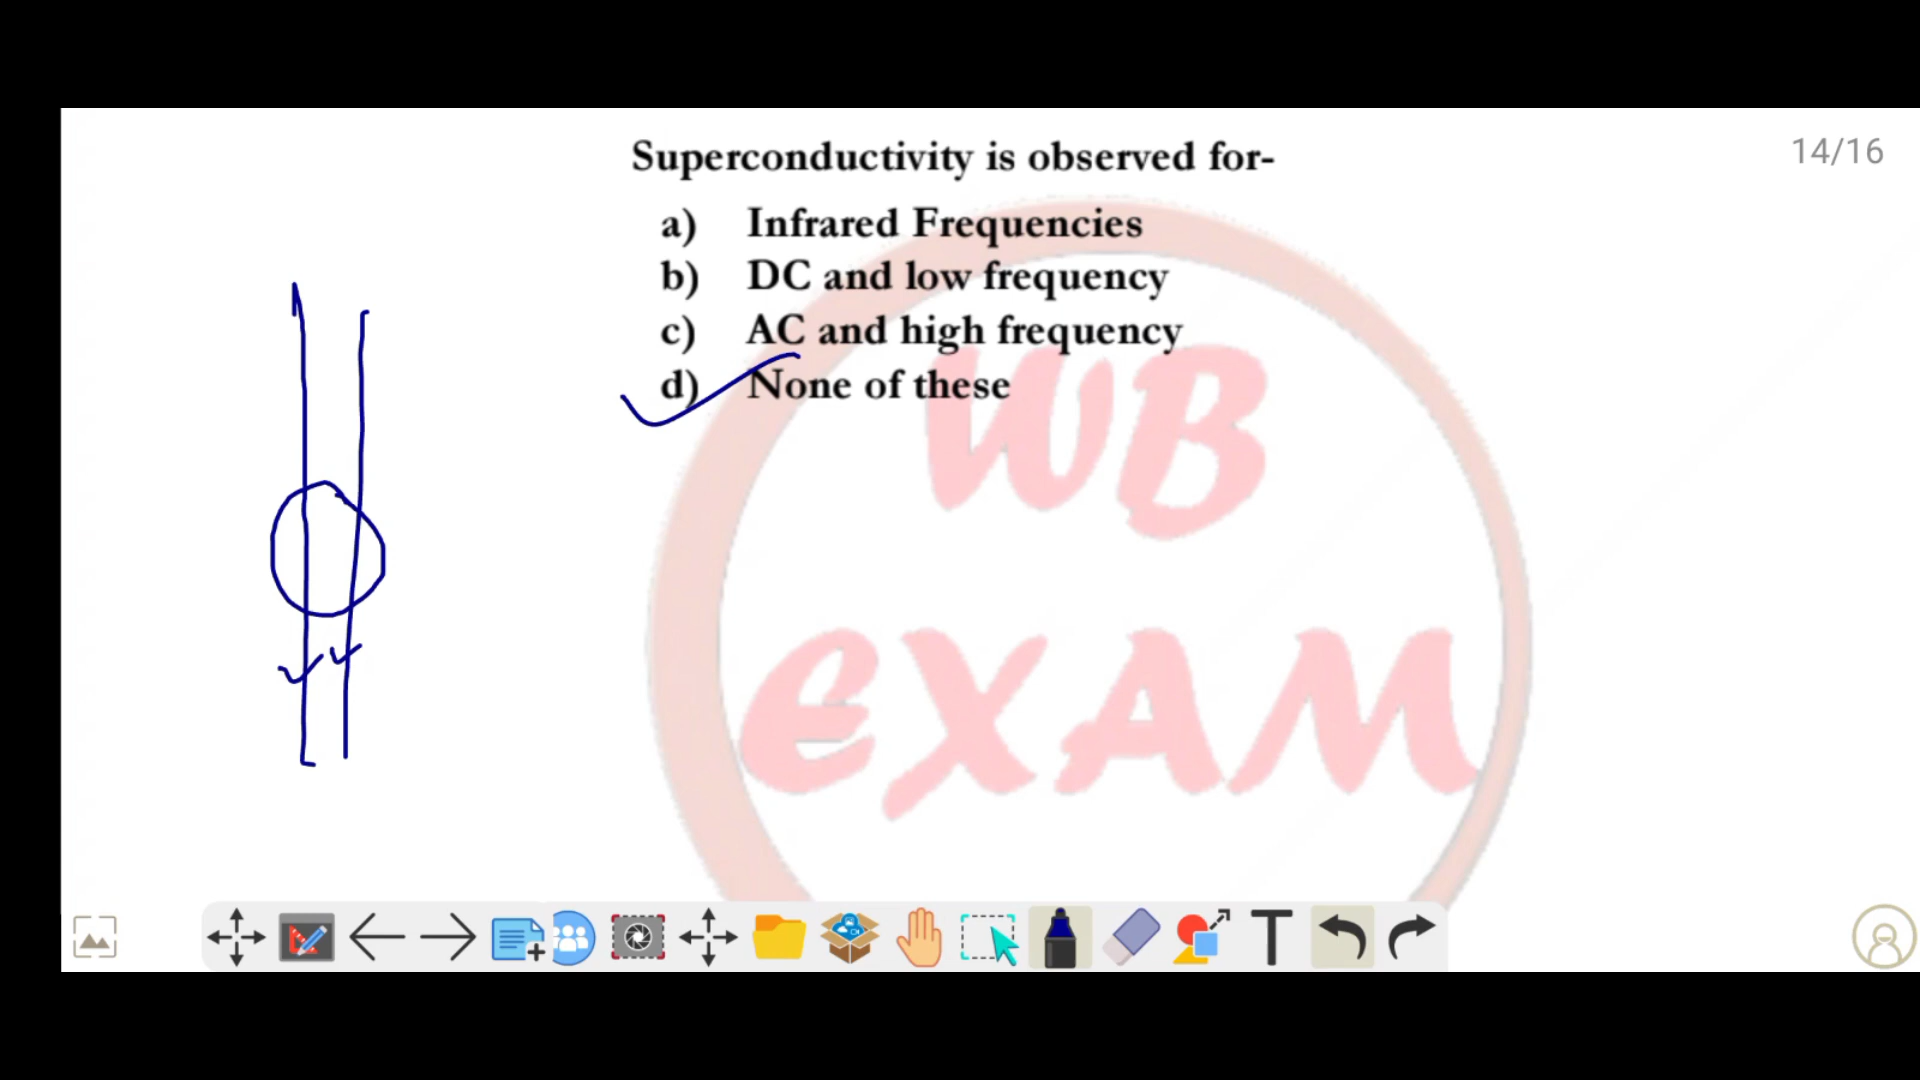 Superconductivity is observed for-
14/16
a) Infrared Frequencies
b) DC and low frequency
c) AC and high frequency
d) None of these
WB
EXAM
T